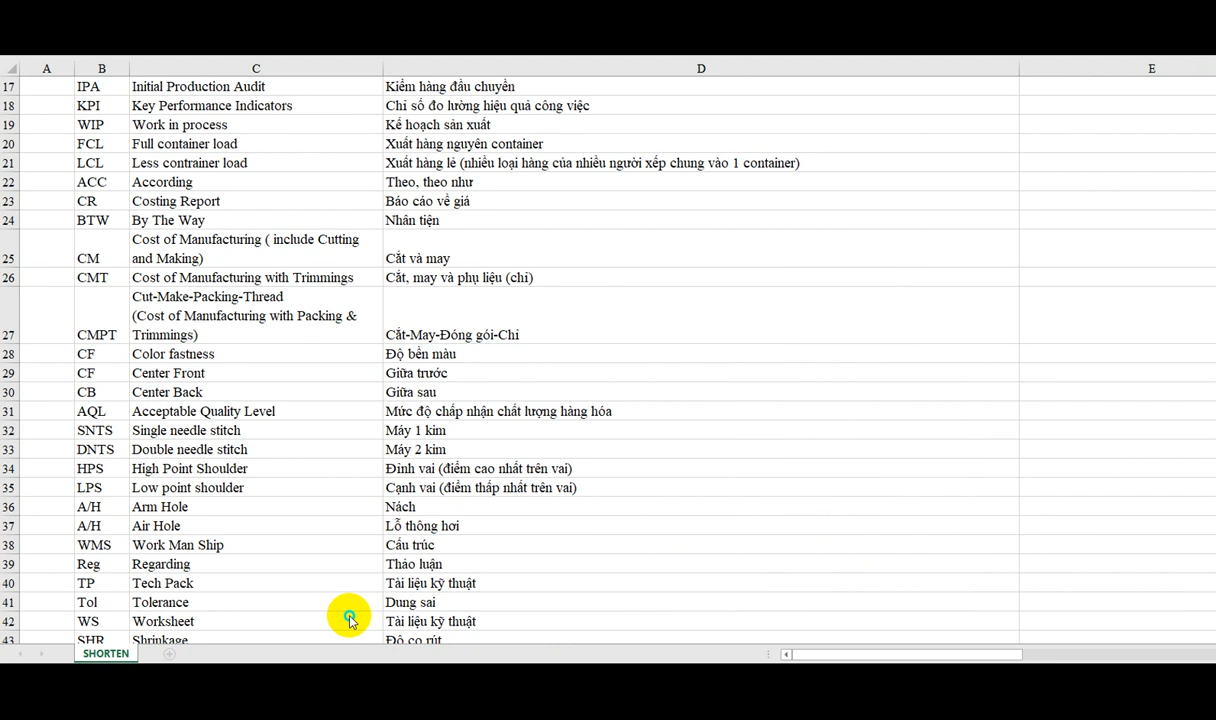 A B C D E
17 IPA Initial Production Audit Kiểm hàng đầu chuyền
18 KPI Key Performance Indicators Chỉ số đo lường hiệu quả công việc
19 WIP Work in process Kế hoạch sản xuất
20 FCL Full container load Xuất hàng nguyên container
21 LCL Less contrainer load Xuất hàng lẻ (nhiều loại hàng của nhiều người xếp chung vào 1 container)
22 ACC According Theo, theo như
23 CR Costing Report Báo cáo về giá
24 BTW By The Way Nhân tiện
Cost of Manufacturing ( include Cutting
25 CM and Making) Cắt và may
26 CMT Cost of Manufacturing with Trimmings Cắt, may và phụ liệu (chỉ)
Cut-Make-Packing-Thread
(Cost of Manufacturing with Packing &
27 CMPT Trimmings) Cắt-May-Đóng gói-Chỉ
28 CF Color fastness Độ bền màu
29 CF Center Front Giữa trước
30 CB Center Back Giữa sau
31 AQL Acceptable Quality Level Mức độ chấp nhận chất lượng hàng hóa
32 SNTS Single needle stitch Máy 1 kim
33 DNTS Double needle stitch Máy 2 kim
34 HPS High Point Shoulder Đỉnh vai (điểm cao nhất trên vai)
35 LPS Low point shoulder Cạnh vai (điểm thấp nhất trên vai)
36 A/H Arm Hole Nách
37 A/H Air Hole Lỗ thông hơi
38 WMS Work Man Ship Cấu trúc
39 Reg Regarding Thảo luận
40 TP Tech Pack Tài liệu kỹ thuật
41 Tol Tolerance Dung sai
42 WS Worksheet Tài liệu kỹ thuật
43 SHR Shrinkage Độ co rút
SHORTEN